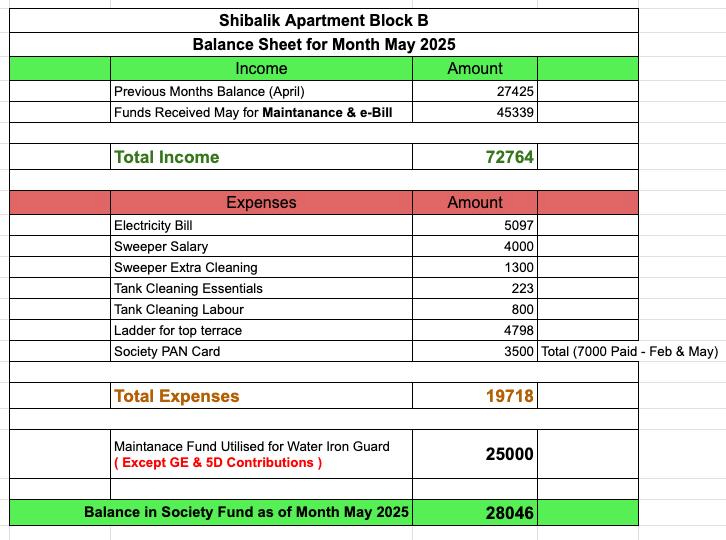 Shibalik Apartment Block B
Balance Sheet for Month May 2025
Income Amount
Previous Months Balance (April) 27425
Funds Received May for Maintanance & e-Bill 45339
Total Income 72764
Expenses Amount
Electricity Bill 5097
Sweeper Salary 4000
Sweeper Extra Cleaning 1300
Tank Cleaning Essentials 223
Tank Cleaning Labour 800
Ladder for top terrace 4798
Society PAN Card 3500 Total (7000 Paid - Feb & May)
Total Expenses 19718
Maintanace Fund Utilised for Water Iron Guard
( Except GE & 5D Contributions ) 25000
Balance in Society Fund as of Month May 2025 28046